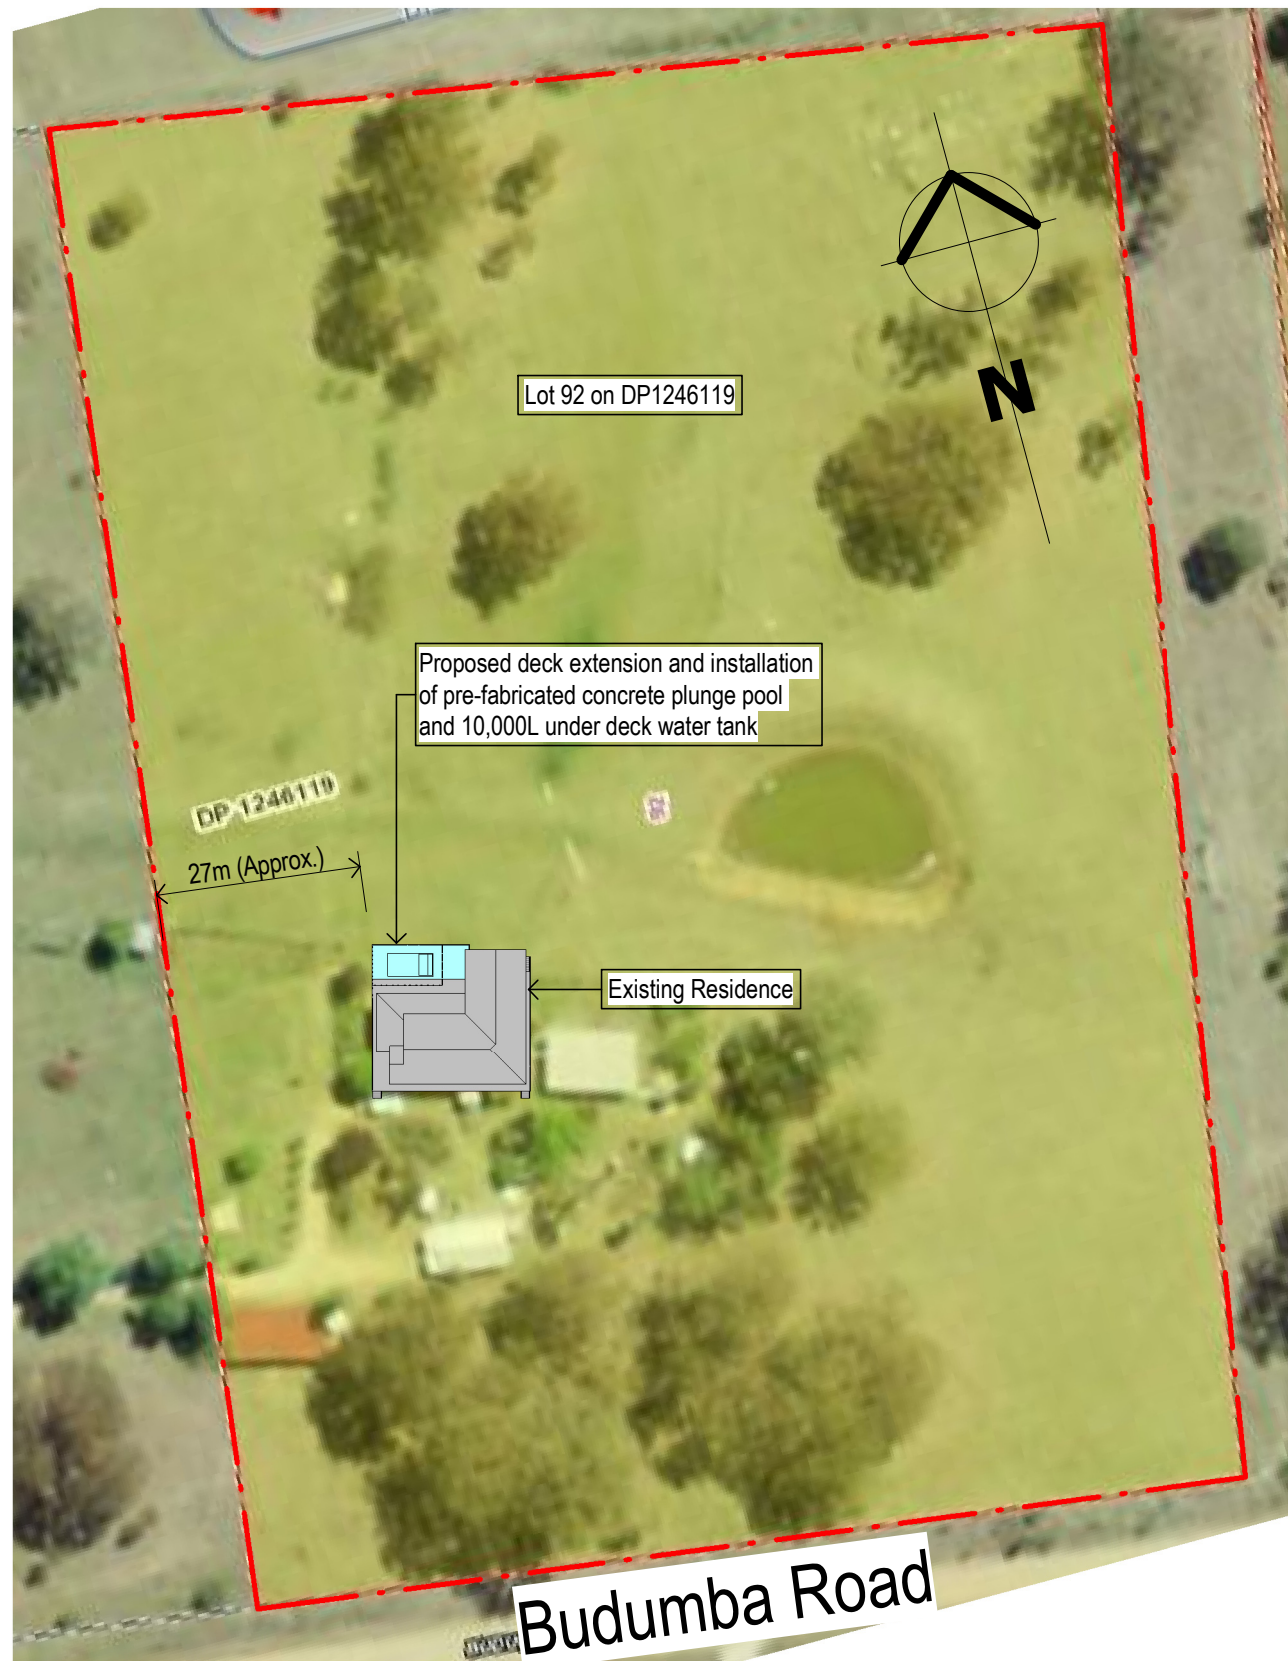 Lot 92 on DP1246119
N
Proposed deck extension and installation
of pre-fabricated concrete plunge pool
and 10,000L under deck water tank
DP 1246119
27m (Approx.)
Existing Residence
Budumba Road